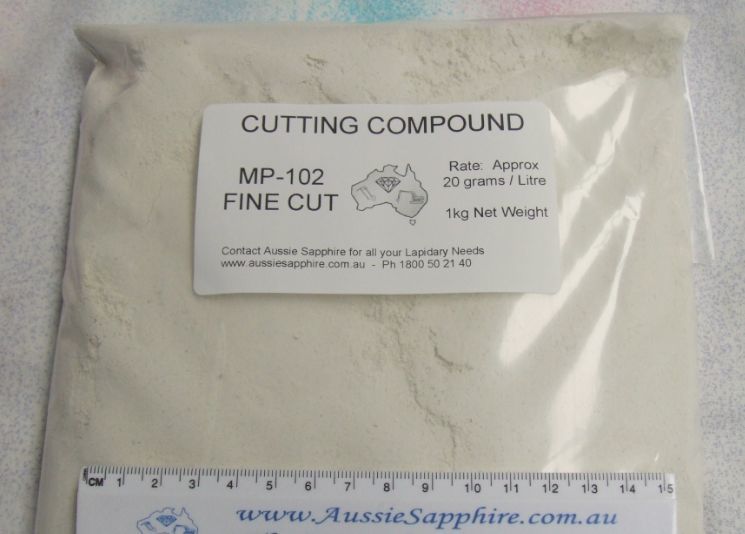 CUTTING COMPOUND
MP-102
FINE CUT
Rate: Approx
20 grams / Litre
1kg Net Weight
Contact Aussie Sapphire for all your Lapidary Needs
www.aussiesapphire.com.au - Ph 1800 50 21 40
CM 1 2 3 4 5 6 7 8 9 10 11 12 13 14 15
www.AussieSapphire.com.au